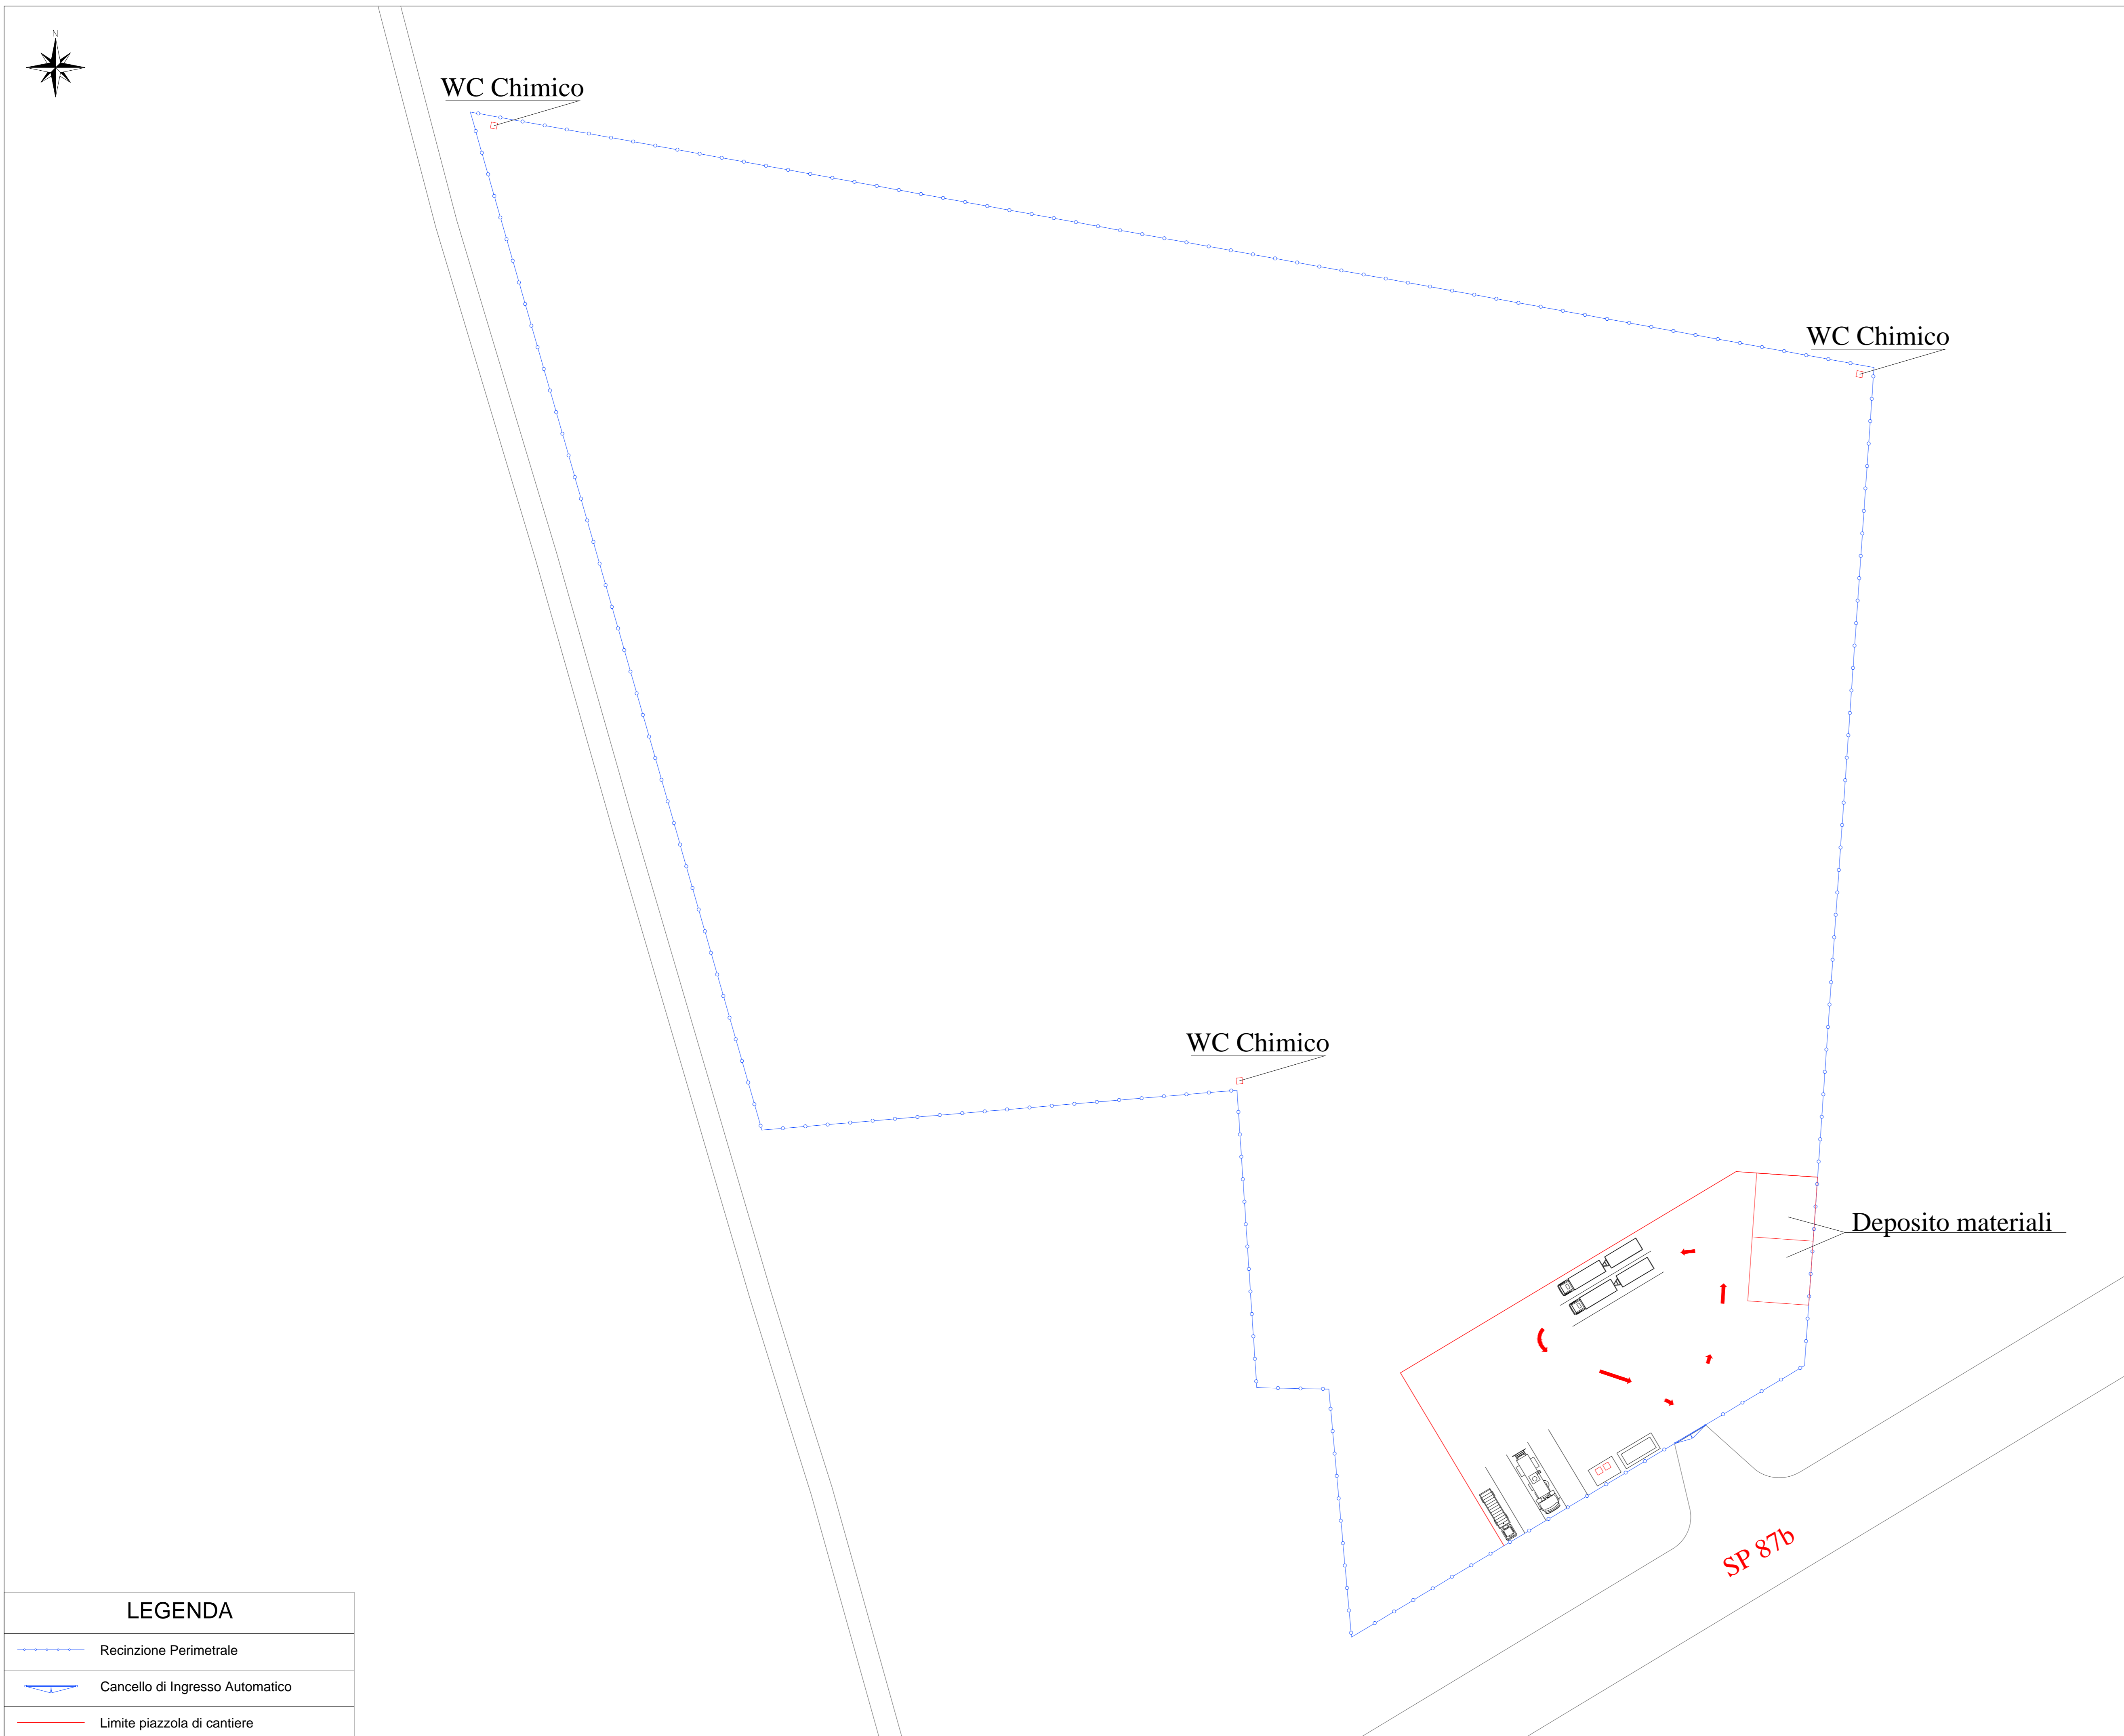 N
WC Chimico
WC Chimico
WC Chimico
Deposito materiali
SP 87b
LEGENDA
Recinzione Perimetrale
Cancello di Ingresso Automatico
Limite piazzola di cantiere